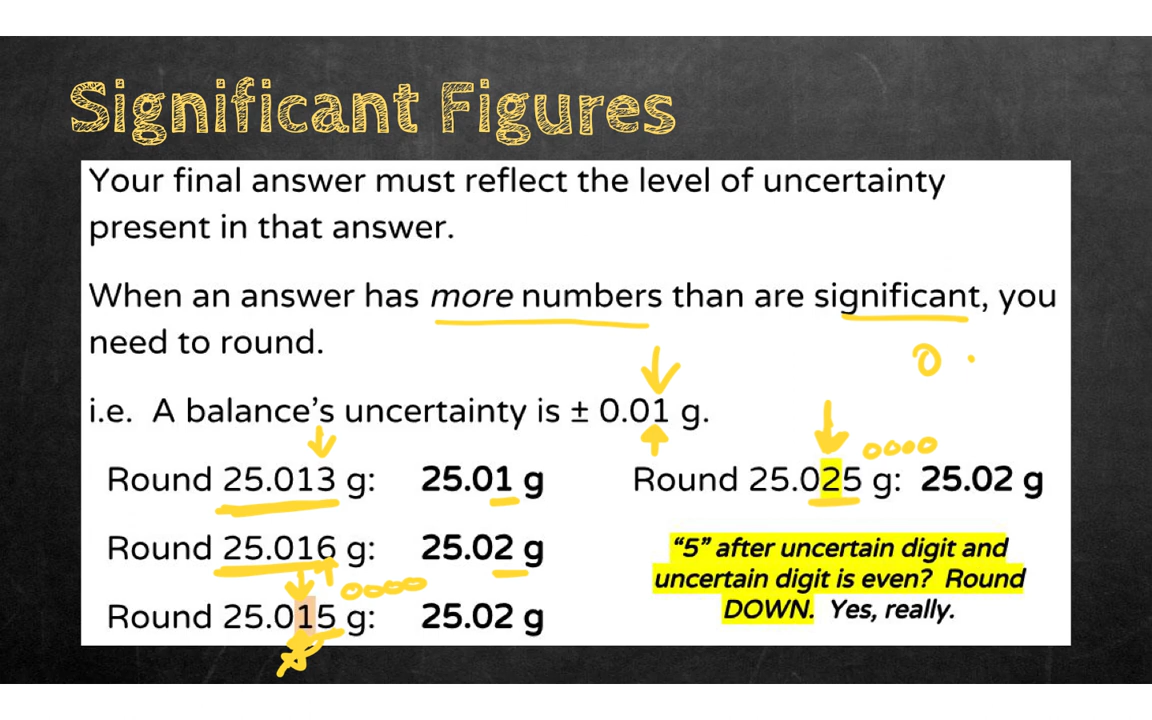 Significant Figures
Your final answer must reflect the level of uncertainty
present in that answer.
When an answer has more numbers than are significant, you
need to round.
i.e. A balance's uncertainty is ± 0.01 g.
Round 25.013 g: 25.01 g
Round 25.016 g: 25.02 g
Round 25.015 g: 25.02 g
Round 25.025 g: 25.02 g
"5" after uncertain digit and
uncertain digit is even? Round
DOWN. Yes, really.